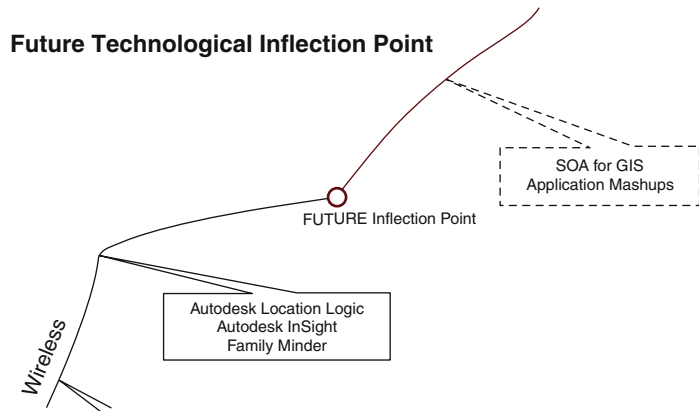 Future Technological Inflection Point
SOA for GIS
Application Mashups
FUTURE Inflection Point
Autodesk Location Logic
Autodesk InSight
Family Minder
Wireless